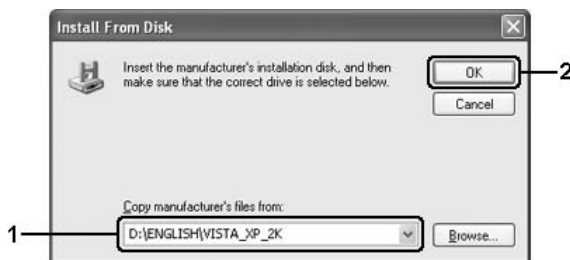 Install From Disk
Insert the manufacturer's installation disk, and then
make sure that the correct drive is selected below.
OK
2
Cancel
Copy manufacturer's files from:
1
D:\ENGLISH\VISTA_XP_2K
Browse...